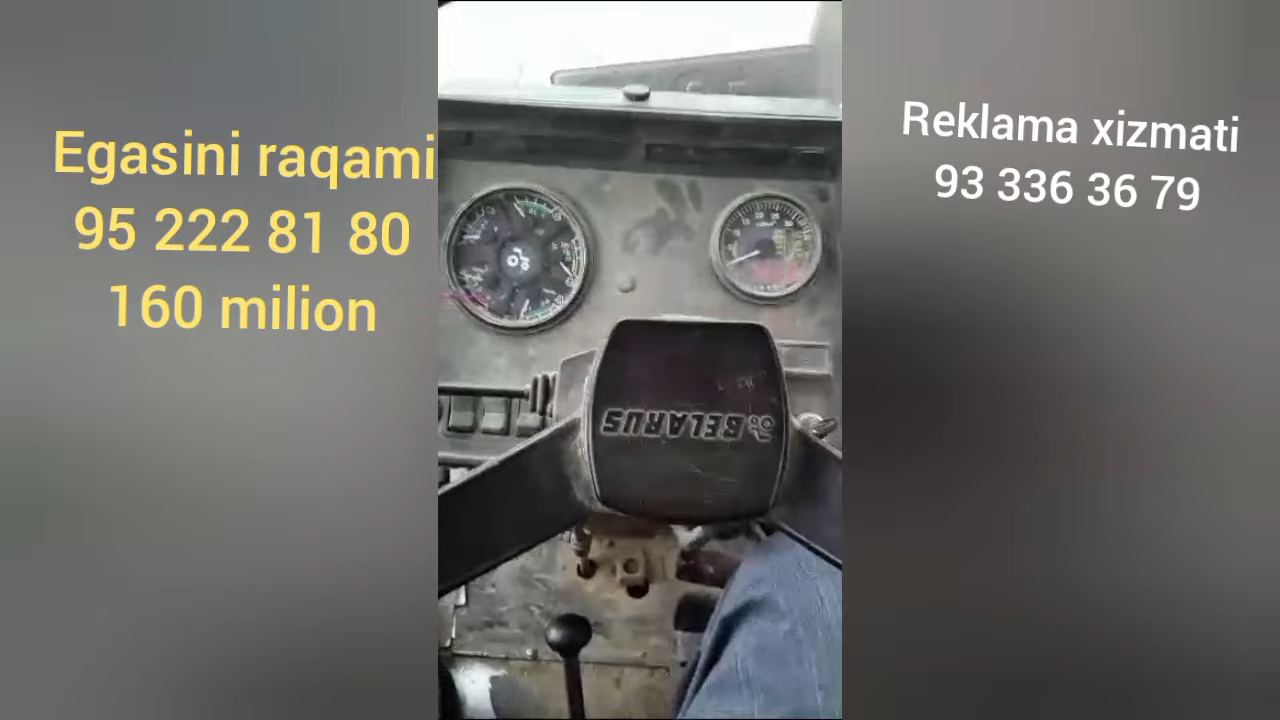 Egasini raqami
95 222 81 80
160 milion
Reklama xizmati
93 336 36 79
BELARUS